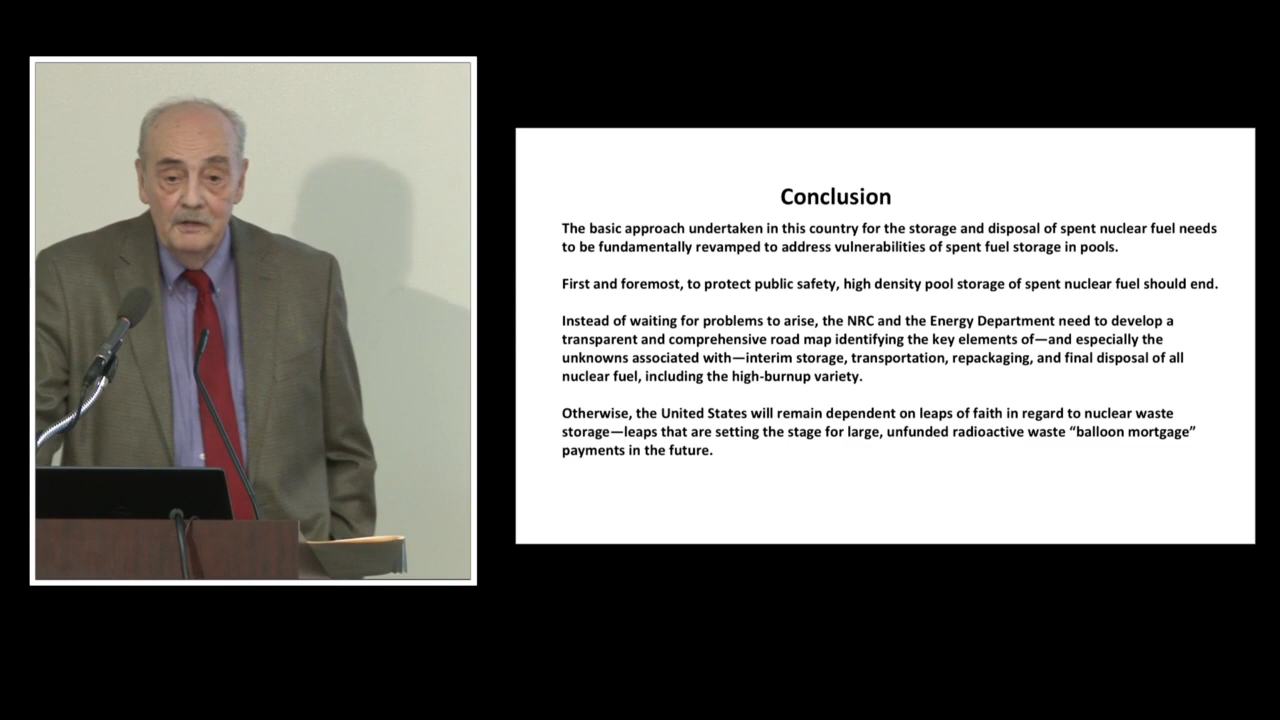 Conclusion
The basic approach undertaken in this country for the storage and disposal of spent nuclear fuel needs
to be fundamentally revamped to address vulnerabilities of spent fuel storage in pools.
First and foremost, to protect public safety, high density pool storage of spent nuclear fuel should end.
Instead of waiting for problems to arise, the NRC and the Energy Department need to develop a
transparent and comprehensive road map identifying the key elements of—and especially the
unknowns associated with—interim storage, transportation, repackaging, and final disposal of all
nuclear fuel, including the high-burnup variety.
Otherwise, the United States will remain dependent on leaps of faith in regard to nuclear waste
storage—leaps that are setting the stage for large, unfunded radioactive waste “balloon mortgage”
payments in the future.